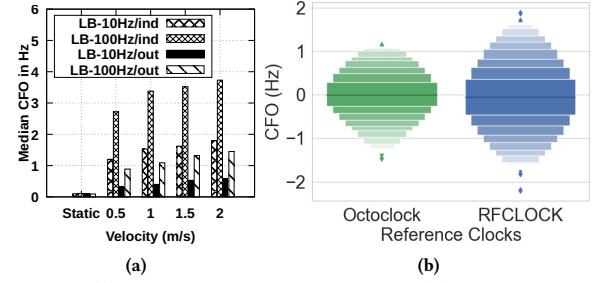 6
5
4
3
2
1
0
Median CFO in Hz
LB-10Hz/ind
LB-100Hz/ind
LB-10Hz/out
LB-100Hz/out
Static 0.5 1 1.5 2
Velocity (m/s)
(a)
2
1
0
−1
−2
CFO (Hz)
Octoclock RFCLOCK
Reference Clocks
(b)